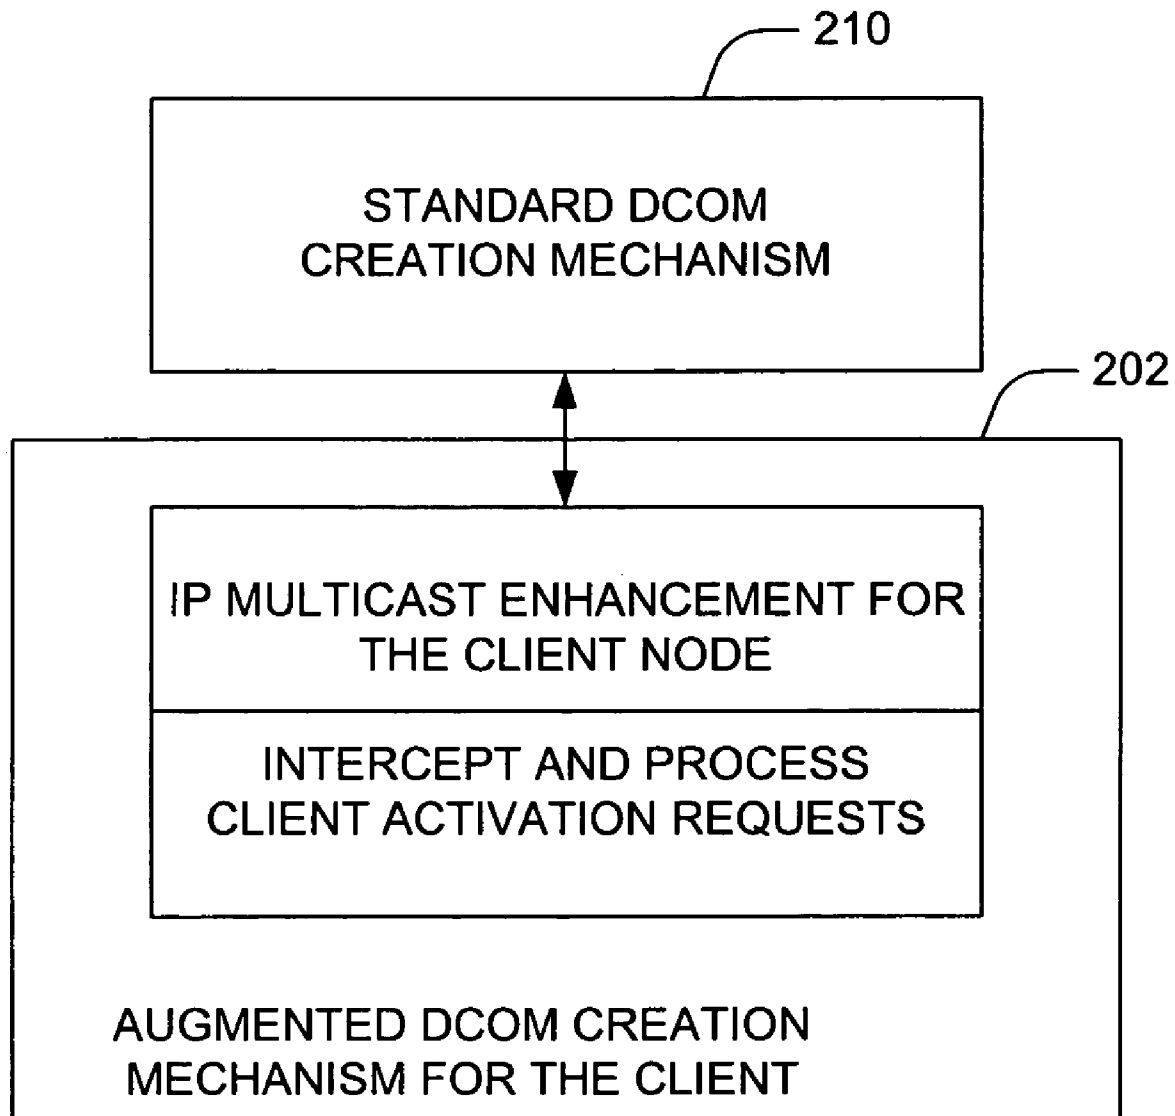 210
STANDARD DCOM
CREATION MECHANISM
202
IP MULTICAST ENHANCEMENT FOR
THE CLIENT NODE
INTERCEPT AND PROCESS
CLIENT ACTIVATION REQUESTS
AUGMENTED DCOM CREATION
MECHANISM FOR THE CLIENT